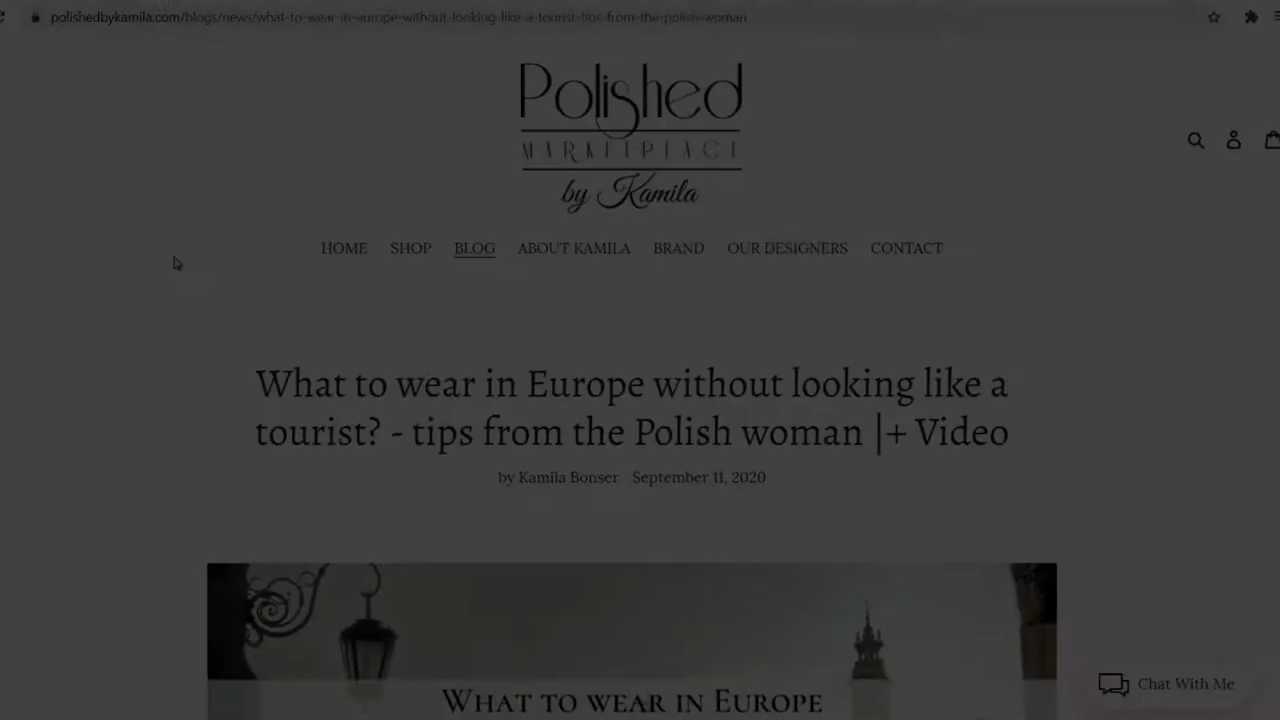 polishedbykamila.com/blogs/news/what-to-wear-in-europe-without-looking-like-a-tourist-tips-from-the-polish-woman
Polished
MARKETPLACE
by Kamila
HOME SHOP BLOG ABOUT KAMILA BRAND OUR DESIGNERS CONTACT
What to wear in Europe without looking like a
tourist? - tips from the Polish woman |+ Video
by Kamila Bonser September 11, 2020
WHAT TO WEAR IN EUROPE
Chat With Me